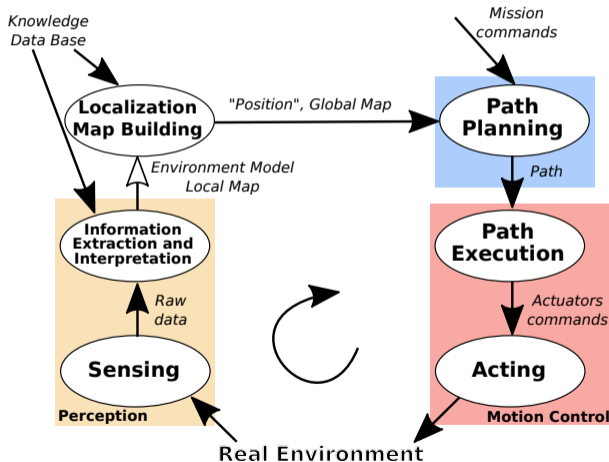 Knowledge
Data Base
Mission
commands
Localization
Map Building
"Position", Global Map
Path
Planning
Environment Model
Local Map
Path
Information
Extraction and
Interpretation
Path
Execution
Raw
data
Actuators
commands
Sensing
Acting
Perception
Motion Control
Real Environment